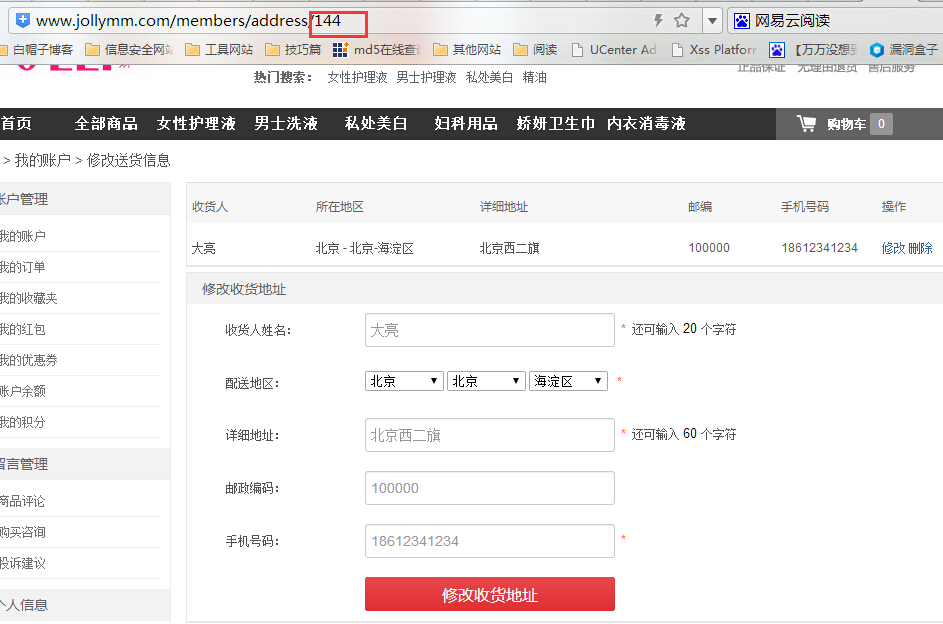 www.jollymm.com/members/address/144 网易云阅读
白帽子博客 信息安全网站 工具网站 技巧篇 md5在线查询 其他网站 阅读 UCenter Ad Xss Platform 【万万没想 漏洞盒子
正品保证 无理由退货 售后服务
热门搜索： 女性护理液 男士护理液 私处美白 精油
首页 全部商品 女性护理液 男士洗液 私处美白 妇科用品 娇妍卫生巾 内衣消毒液 购物车 0
> 我的账户 > 修改送货信息
账户管理
我的账户
我的订单
我的收藏夹
我的红包
我的优惠券
账户余额
我的积分
留言管理
商品评论
购买咨询
投诉建议
个人信息
收货人 所在地区 详细地址 邮编 手机号码 操作
大亮 北京 - 北京-海淀区 北京西二旗 100000 18612341234 修改 删除
修改收货地址
收货人姓名: 大亮 * 还可输入 20 个字符
配送地区: 北京 北京 海淀区 *
详细地址: 北京西二旗 * 还可输入 60 个字符
邮政编码: 100000
手机号码: 18612341234 *
修改收货地址